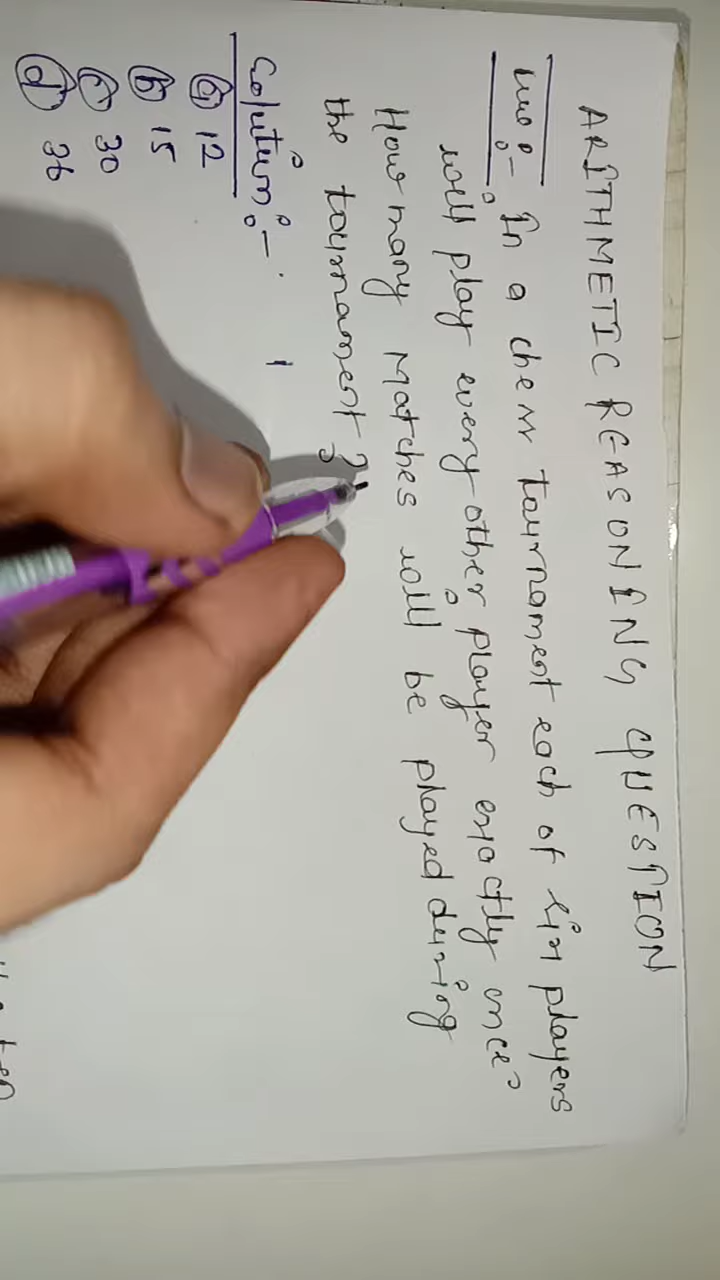 ARITHMETIC REASONING QUESTION
In a chess tournament each of six players
will play every other player exactly once?
How many Matches will be played during
the tournament?
Solution:-
(a) 12
(b) 15
(c) 30
(d) 36